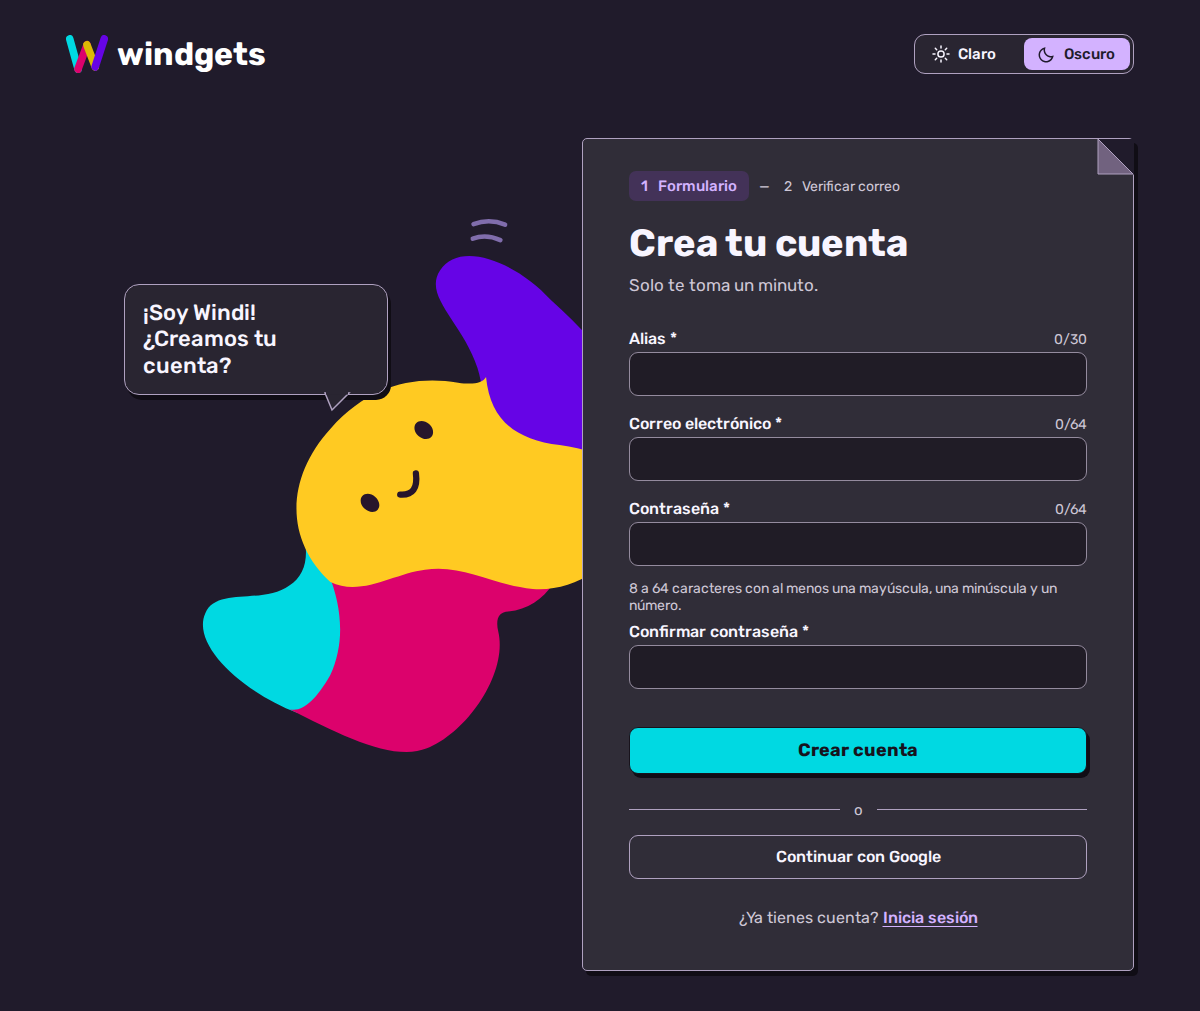 windgets
Claro
Oscuro
1 Formulario – 2 Verificar correo
Crea tu cuenta
Solo te toma un minuto.
¡Soy Windi!
¿Creamos tu
cuenta?
Alias * 0/30
Correo electrónico * 0/64
Contraseña * 0/64
8 a 64 caracteres con al menos una mayúscula, una minúscula y un
número.
Confirmar contraseña *
Crear cuenta
o
Continuar con Google
¿Ya tienes cuenta? Inicia sesión